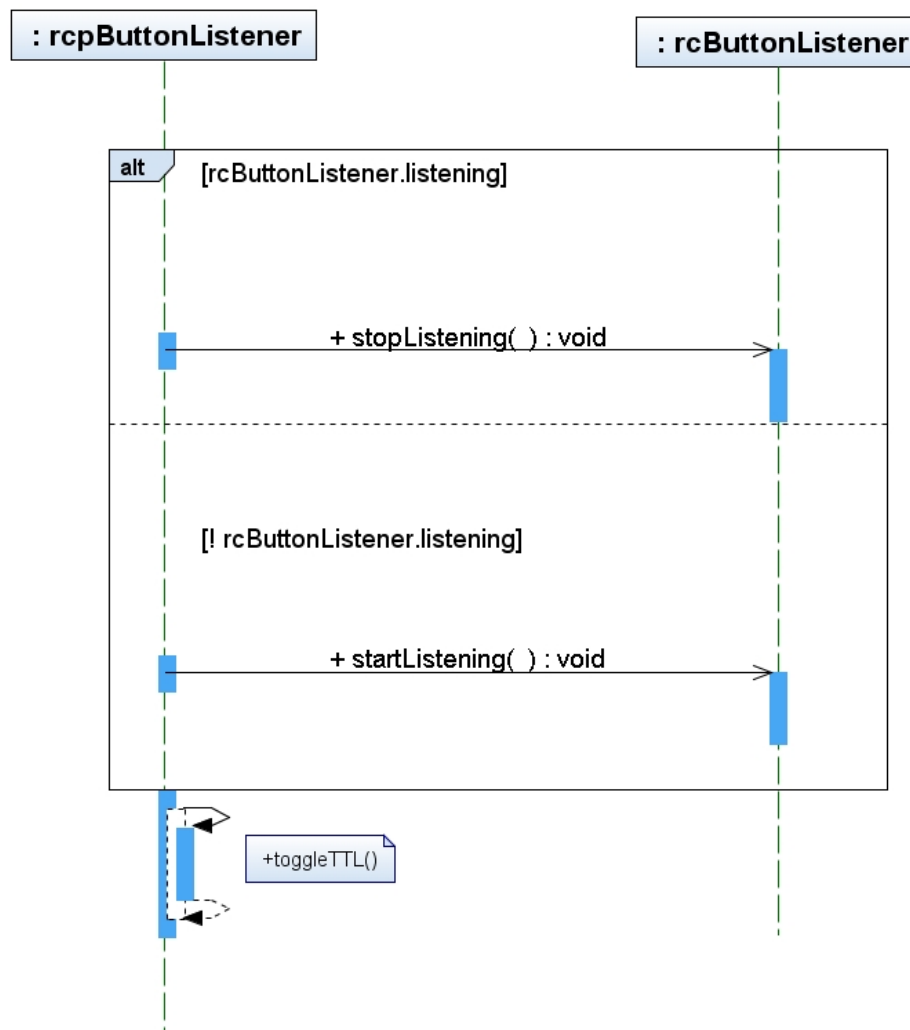 : rcpButtonListener
: rcButtonListener
alt
[rcButtonListener.listening]
+ stopListening( ) : void
[! rcButtonListener.listening]
+ startListening( ) : void
+toggleTTL()